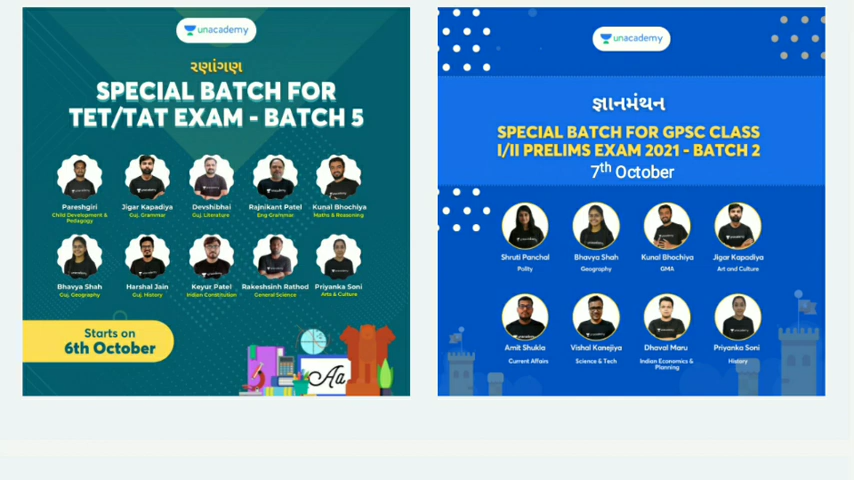 unacademy
રણાંગણ
SPECIAL BATCH FOR
TET/TAT EXAM - BATCH 5
Pareshgiri
Child Development &
Pedagogy
Jigar Kapadiya
Guj. Grammar
Devshibhai
Guj. Literature
Rajnikant Patel
Eng Grammar
Kunal Bhochiya
Maths & Reasoning
Bhavya Shah
Guj. Geography
Harshal Jain
Guj. History
Keyur Patel
Indian Constitution
Rakeshsinh Rathod
General Science
Priyanka Soni
Arts & Culture
Starts on
6th October
Aa
unacademy
જ્ઞાનમંથન
SPECIAL BATCH FOR GPSC CLASS
I/II PRELIMS EXAM 2021 - BATCH 2
7th October
Shruti Panchal
Polity
Bhavya Shah
Geography
Kunal Bhochiya
GMA
Jigar Kapadiya
Art and Culture
Amit Shukla
Current Affairs
Vishal Kanejiya
Science & Tech
Dhaval Maru
Indian Economics &
Planning
Priyanka Soni
History